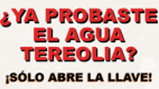 ¿YA PROBASTE
EL AGUA
TEREOLIA?
¡SÓLO ABRE LA LLAVE!